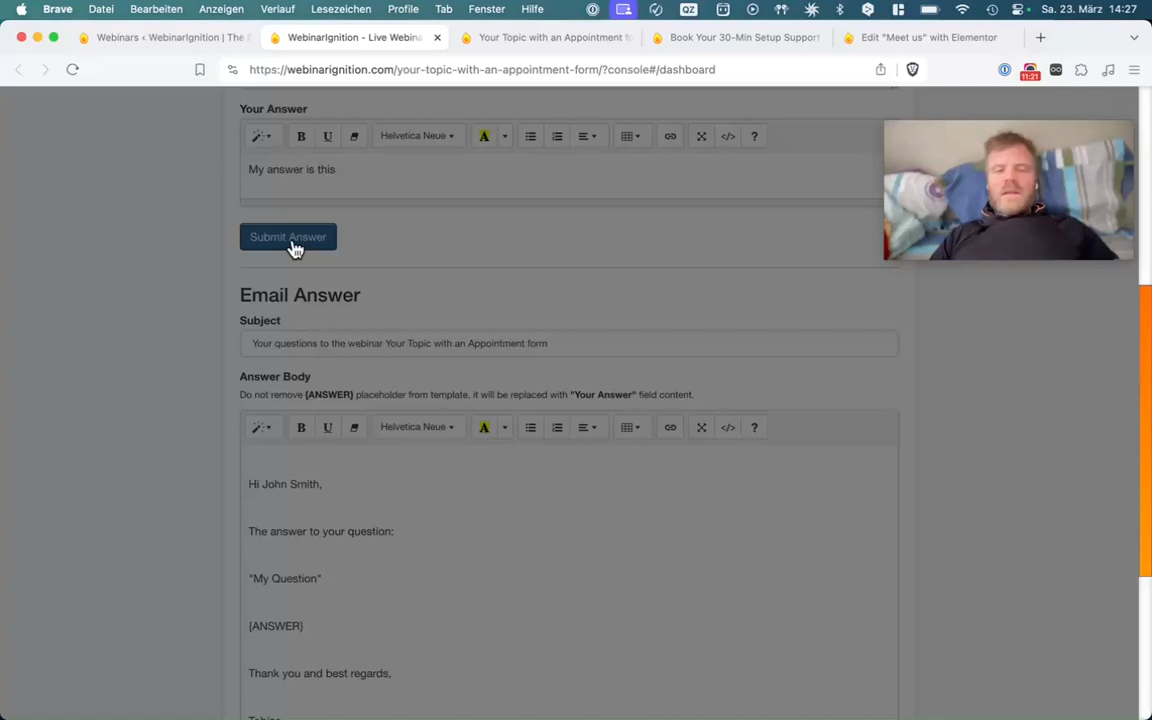 Brave Datei Bearbeiten Anzeigen Verlauf Lesezeichen Profile Tab Fenster Hilfe QZ Sa. 23. März 14:27
Webinars ‹ WebinarIgnition | The
WebinarIgnition - Live Webina
Your Topic with an Appointment fo
Book Your 30-Min Setup Support
Edit "Meet us" with Elementor
https://webinarignition.com/your-topic-with-an-appointment-form/?console#/dashboard
11:21
Your Answer
B U Helvetica Neue A </> ?
My answer is this
Submit Answer
Email Answer
Subject
Your questions to the webinar Your Topic with an Appointment form
Answer Body
Do not remove {ANSWER} placeholder from template, it will be replaced with "Your Answer" field content.
B U Helvetica Neue A </> ?
Hi John Smith,
The answer to your question:
"My Question"
{ANSWER}
Thank you and best regards,